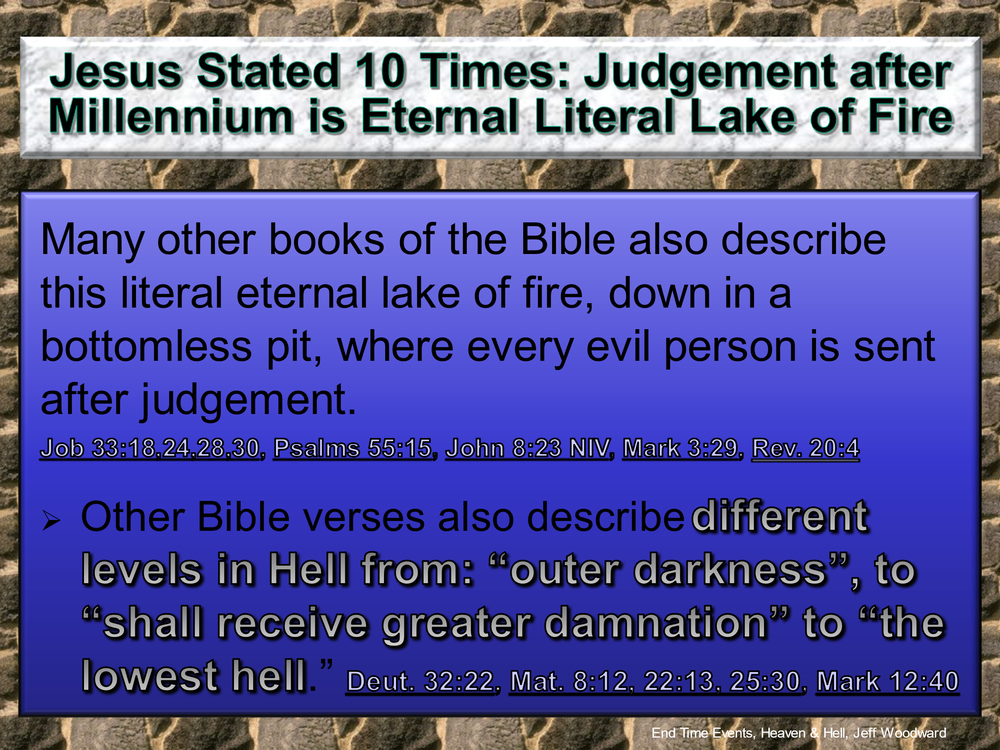 Jesus Stated 10 Times: Judgement after
Millennium is Eternal Literal Lake of Fire
Many other books of the Bible also describe
this literal eternal lake of fire, down in a
bottomless pit, where every evil person is sent
after judgement.
Job 33:18,24,28,30, Psalms 55:15, John 8:23 NIV, Mark 3:29, Rev. 20:4
➢ Other Bible verses also describe different
levels in Hell from: “outer darkness”, to
“shall receive greater damnation” to “the
lowest hell.” Deut. 32:22, Mat. 8:12, 22:13, 25:30, Mark 12:40
End Time Events, Heaven & Hell, Jeff Woodward